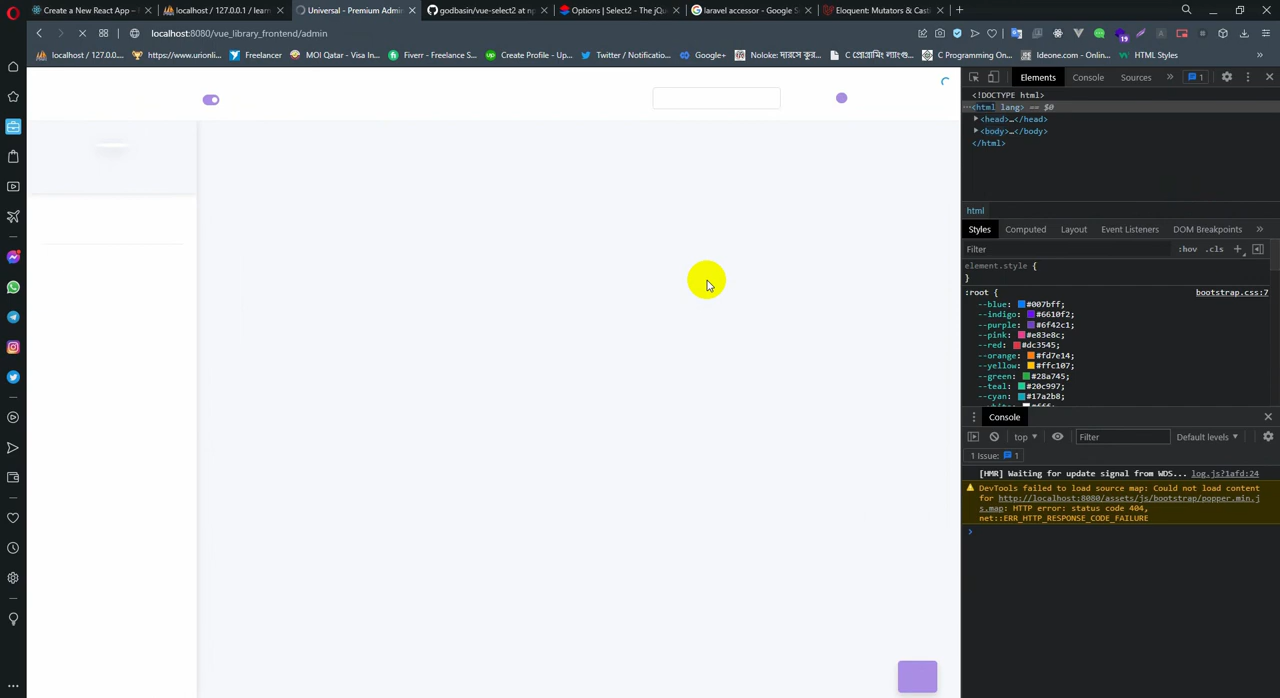 Create a New React App –
localhost / 127.0.0.1 / lear
Universal - Premium Admin
godbasin/vue-select2 at np
Options | Select2 - The jQu
laravel accessor - Google S
Eloquent: Mutators & Cast
localhost:8080/vue_library_frontend/admin
localhost / 127.0.0....
https://www.urionli...
Freelancer
MOI Qatar - Visa In...
Fiverr - Freelance S...
Create Profile - Up...
Twitter / Notificatio...
Google+
C Programming On...
Ideone.com - Onlin...
HTML Styles
Elements
Console
Sources
1
<!DOCTYPE html>
<html lang> == $0
<head>…</head>
<body>…</body>
</html>
html
Styles
Computed
Layout
Event Listeners
DOM Breakpoints
Filter
:hov
.cls
element.style {
}
:root {
bootstrap.css:7
--blue: #007bff;
--indigo: #6610f2;
--purple: #6f42c1;
--pink: #e83e8c;
--red: #dc3545;
--orange: #fd7e14;
--yellow: #ffc107;
--green: #28a745;
--teal: #20c997;
--cyan: #17a2b8;
Console
top
Filter
Default levels
1 Issue: 1
[HMR] Waiting for update signal from WDS...
log.js?1afd:24
DevTools failed to load source map: Could not load content
for http://localhost:8080/assets/js/bootstrap/popper.min.j
s.map: HTTP error: status code 404,
net::ERR_HTTP_RESPONSE_CODE_FAILURE